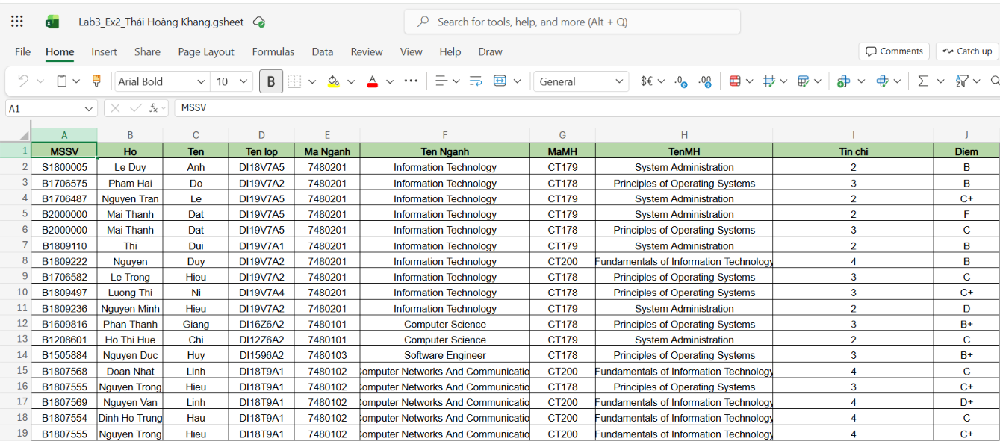 Lab3_Ex2_Thái Hoàng Khang.gsheet Search for tools, help, and more (Alt + Q)
File Home Insert Share Page Layout Formulas Data Review View Help Draw Comments Catch up
Arial Bold 10 B A General $€ .0 .00
A1 fx MSSV
A B C D E F G H I J
1 MSSV Ho Ten Ten lop Ma Nganh Ten Nganh MaMH TenMH Tin chi Diem
2 S1800005 Le Duy Anh DI18V7A5 7480201 Information Technology CT179 System Administration 2 B
3 B1706575 Pham Hai Do DI19V7A2 7480201 Information Technology CT178 Principles of Operating Systems 3 B
4 B1706487 Nguyen Tran Le DI19V7A5 7480201 Information Technology CT179 System Administration 2 C+
5 B2000000 Mai Thanh Dat DI19V7A5 7480201 Information Technology CT179 System Administration 2 F
6 B2000000 Mai Thanh Dat DI19V7A5 7480201 Information Technology CT178 Principles of Operating Systems 3 C
7 B1809110 Thi Dui DI19V7A1 7480201 Information Technology CT179 System Administration 2 B
8 B1809222 Nguyen Duy DI19V7A2 7480201 Information Technology CT200 Fundamentals of Information Technology 4 B
9 B1706582 Le Trong Hieu DI19V7A2 7480201 Information Technology CT178 Principles of Operating Systems 3 C
10 B1809497 Luong Thi Ni DI19V7A4 7480201 Information Technology CT178 Principles of Operating Systems 3 C+
11 B1809236 Nguyen Minh Hieu DI19V7A2 7480201 Information Technology CT179 System Administration 2 D
12 B1609816 Phan Thanh Giang DI16Z6A2 7480101 Computer Science CT178 Principles of Operating Systems 3 B+
13 B1208601 Ho Thi Hue Chi DI12Z6A2 7480101 Computer Science CT179 System Administration 2 C
14 B1505884 Nguyen Duc Huy DI1596A2 7480103 Software Engineer CT178 Principles of Operating Systems 3 B+
15 B1807568 Doan Nhat Linh DI18T9A1 7480102 Computer Networks And Communicatio CT200 Fundamentals of Information Technology 4 C
16 B1807555 Nguyen Trong Hieu DI18T9A1 7480102 Computer Networks And Communicatio CT178 Principles of Operating Systems 3 C+
17 B1807569 Nguyen Van Linh DI18T9A1 7480102 Computer Networks And Communicatio CT200 Fundamentals of Information Technology 4 D+
18 B1807554 Dinh Ho Trung Hau DI18T9A1 7480102 Computer Networks And Communicatio CT200 Fundamentals of Information Technology 4 C
19 B1807555 Nguyen Trong Hieu DI18T9A1 7480102 Computer Networks And Communicatio CT200 Fundamentals of Information Technology 4 C+